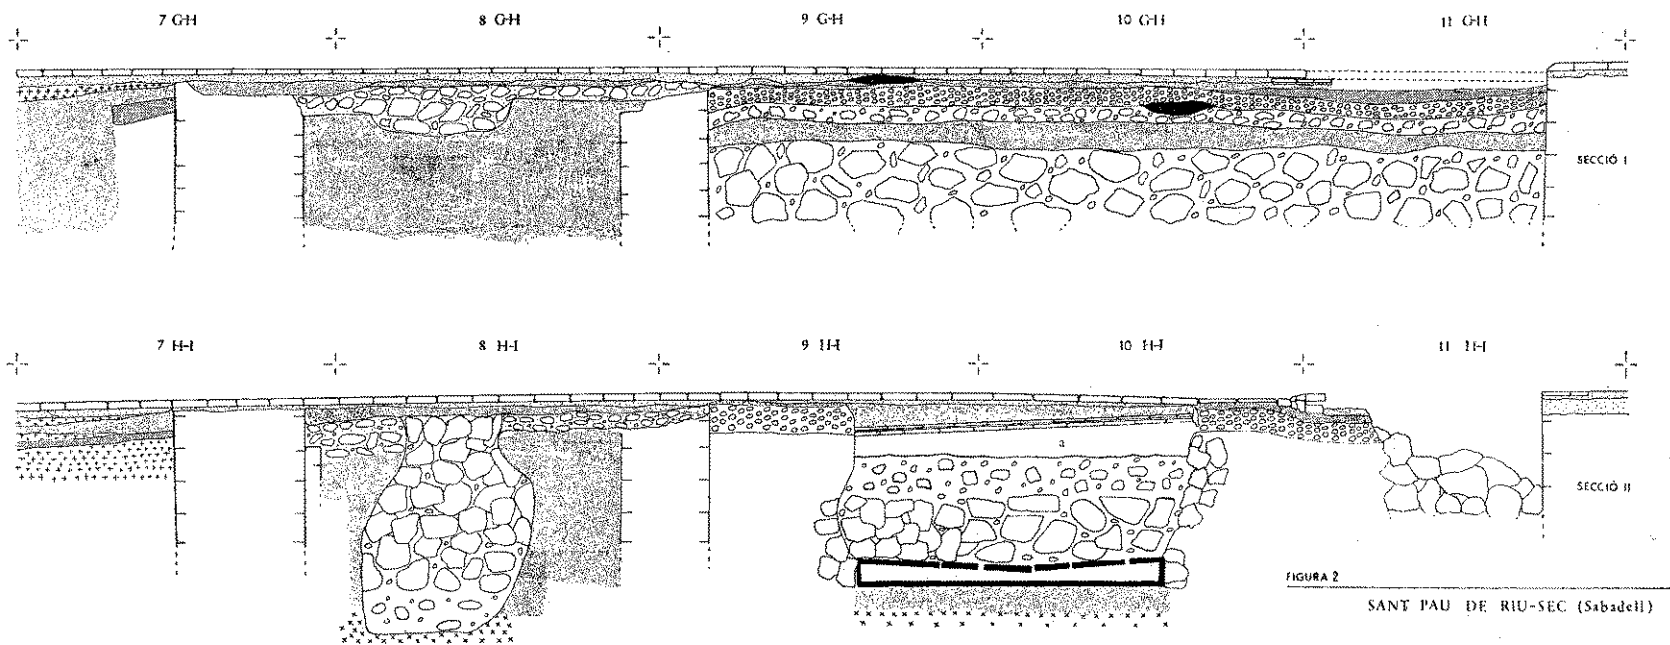 7 G-H 8 G-H 9 G-H 10 G-H 11 G-H
SECCIÓ I
7 H-I 8 H-I 9 H-I 10 H-I 11 H-I
a
SECCIÓ II
FIGURA 2
SANT PAU DE RIU-SEC (Sabadell)